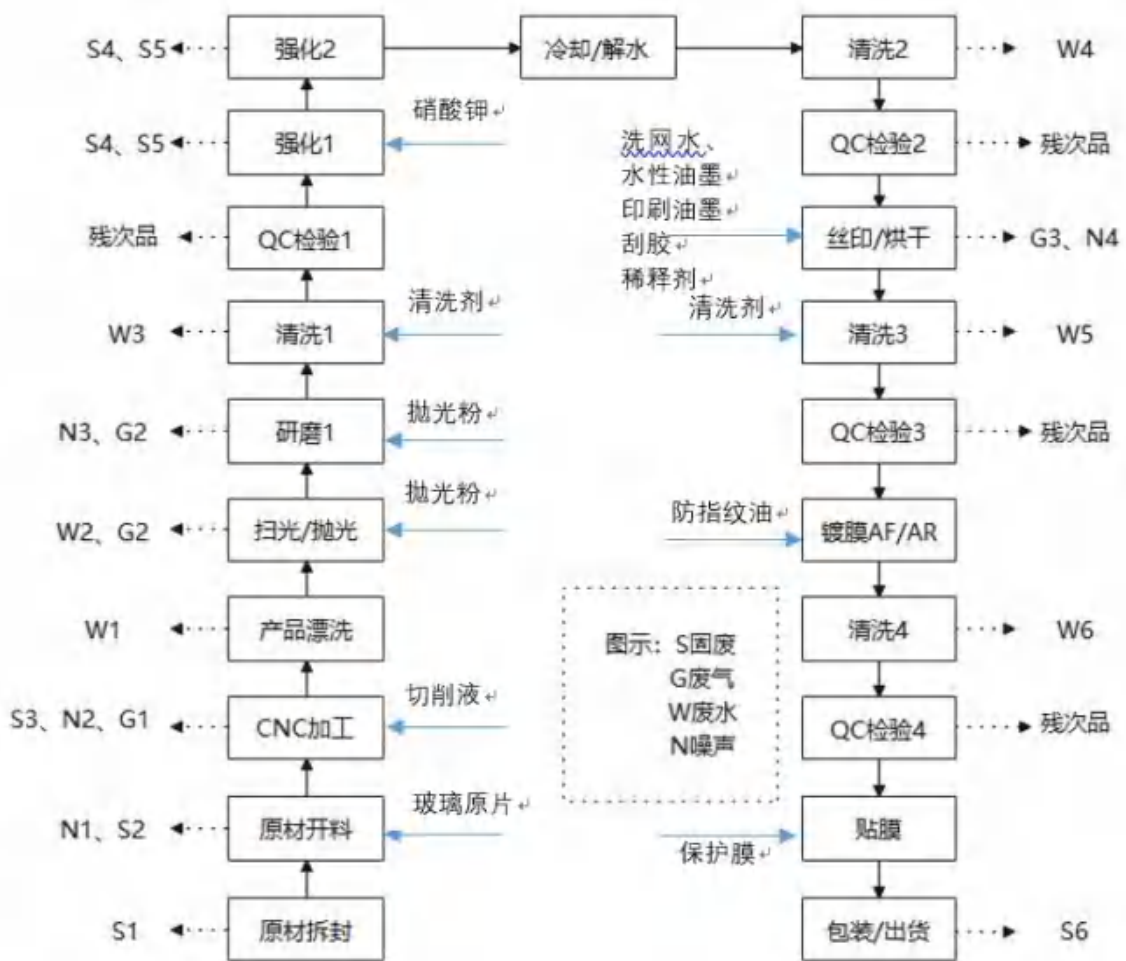 S4、S5
强化2
冷却/解水
清洗2
W4
S4、S5
强化1
硝酸钾
洗网水、
水性油墨
印刷油墨
刮胶
稀释剂
QC检验2
残次品
残次品
QC检验1
丝印/烘干
G3、N4
W3
清洗1
清洗剂
清洗剂
清洗3
W5
N3、G2
研磨1
抛光粉
QC检验3
残次品
W2、G2
扫光/抛光
抛光粉
防指纹油
镀膜AF/AR
W1
产品漂洗
图示：S固废
G废气
W废水
N噪声
清洗4
W6
S3、N2、G1
CNC加工
切削液
QC检验4
残次品
N1、S2
原材开料
玻璃原片
保护膜
贴膜
S1
原材拆封
包装/出货
S6